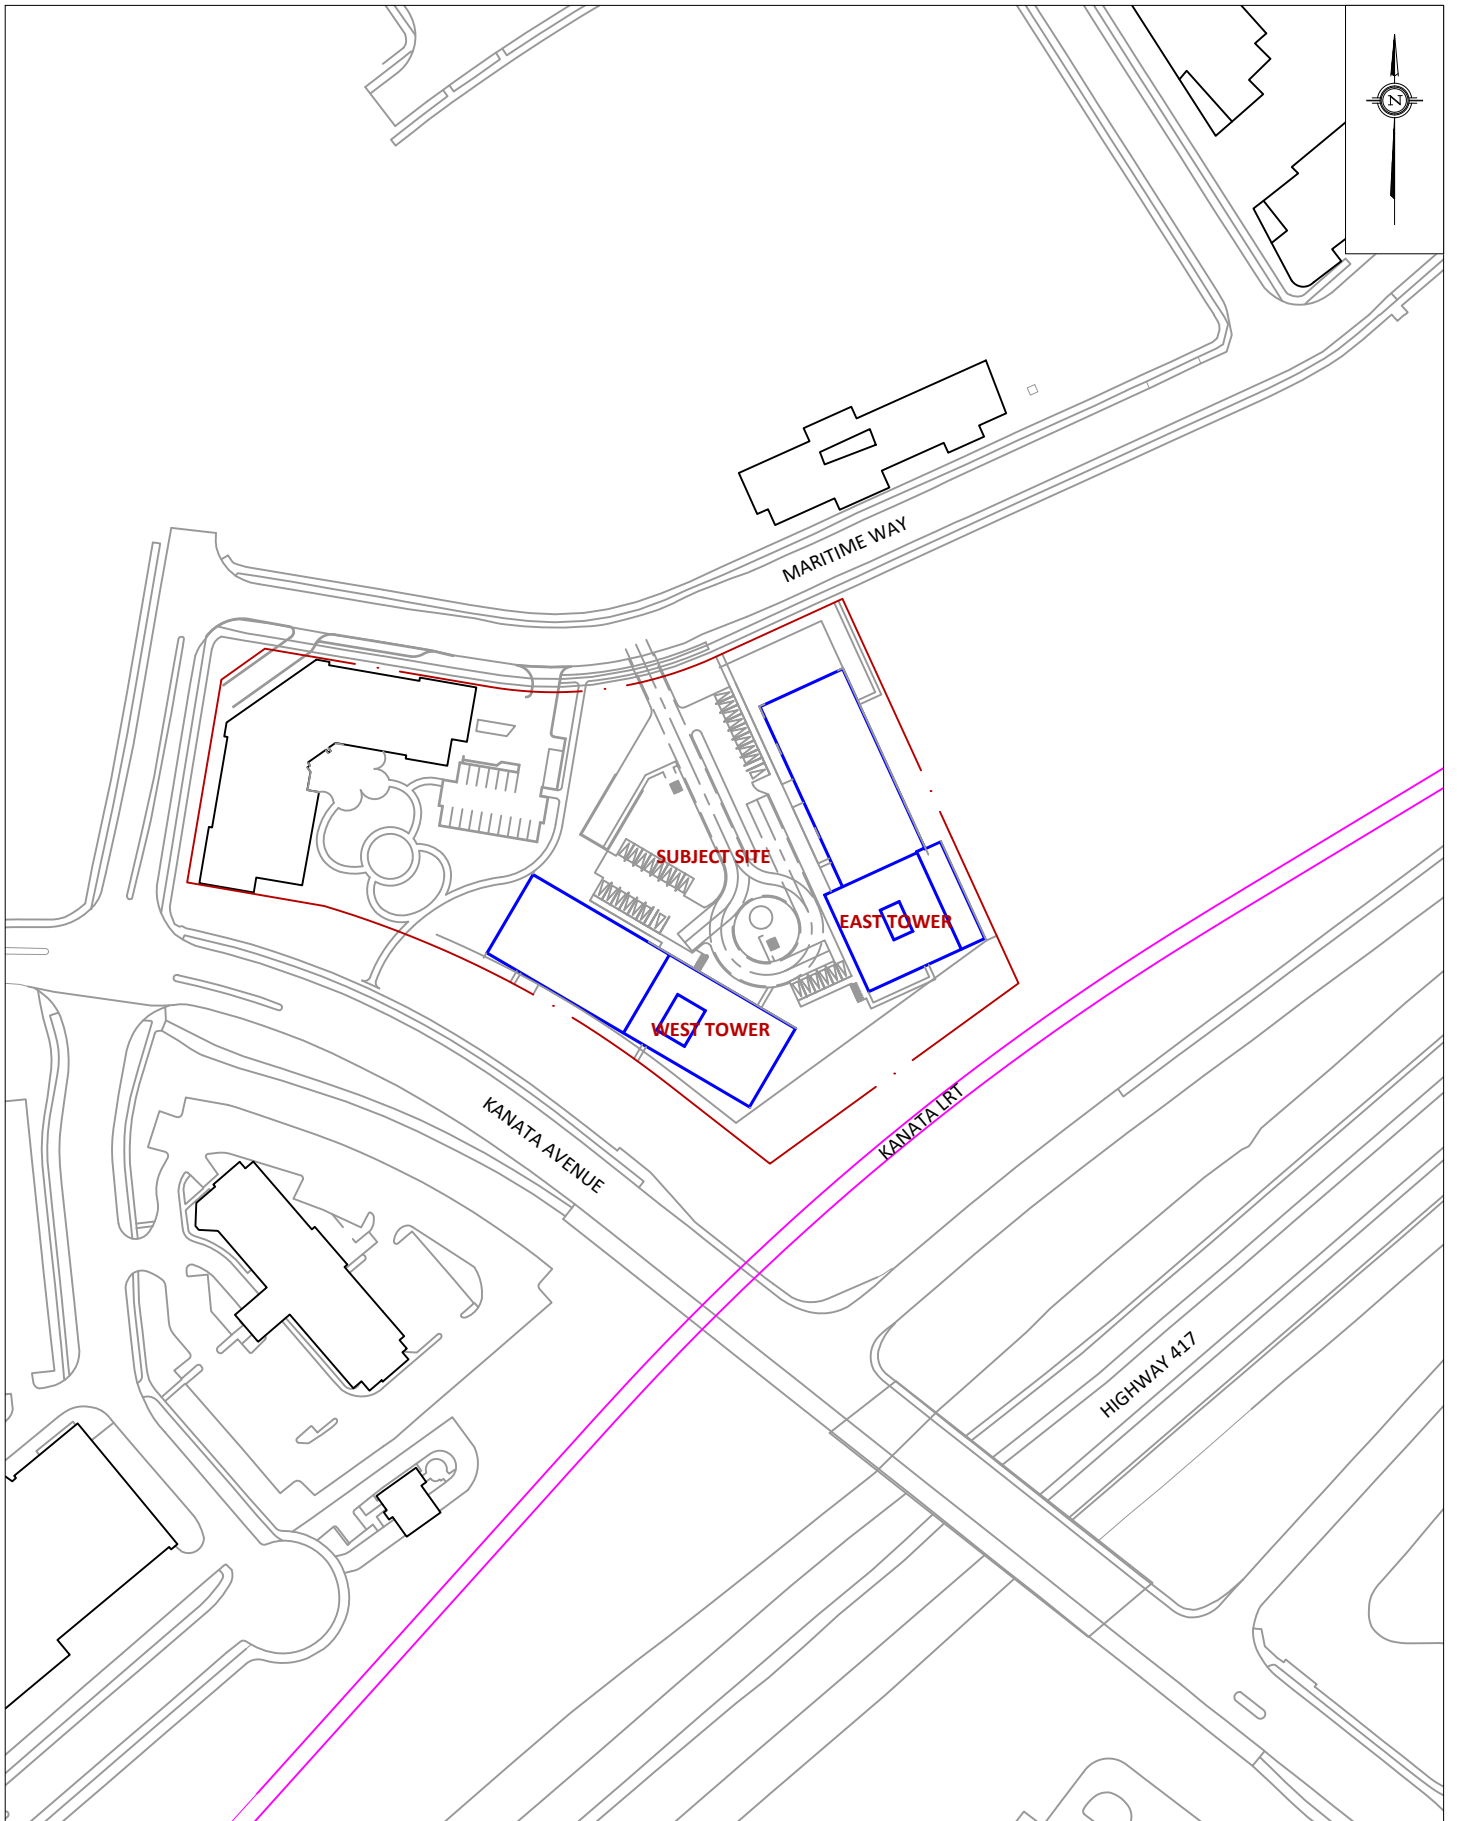 N
MARITIME WAY
SUBJECT SITE
EAST TOWER
WEST TOWER
KANATA AVENUE
KANATA LRT
HIGHWAY 417